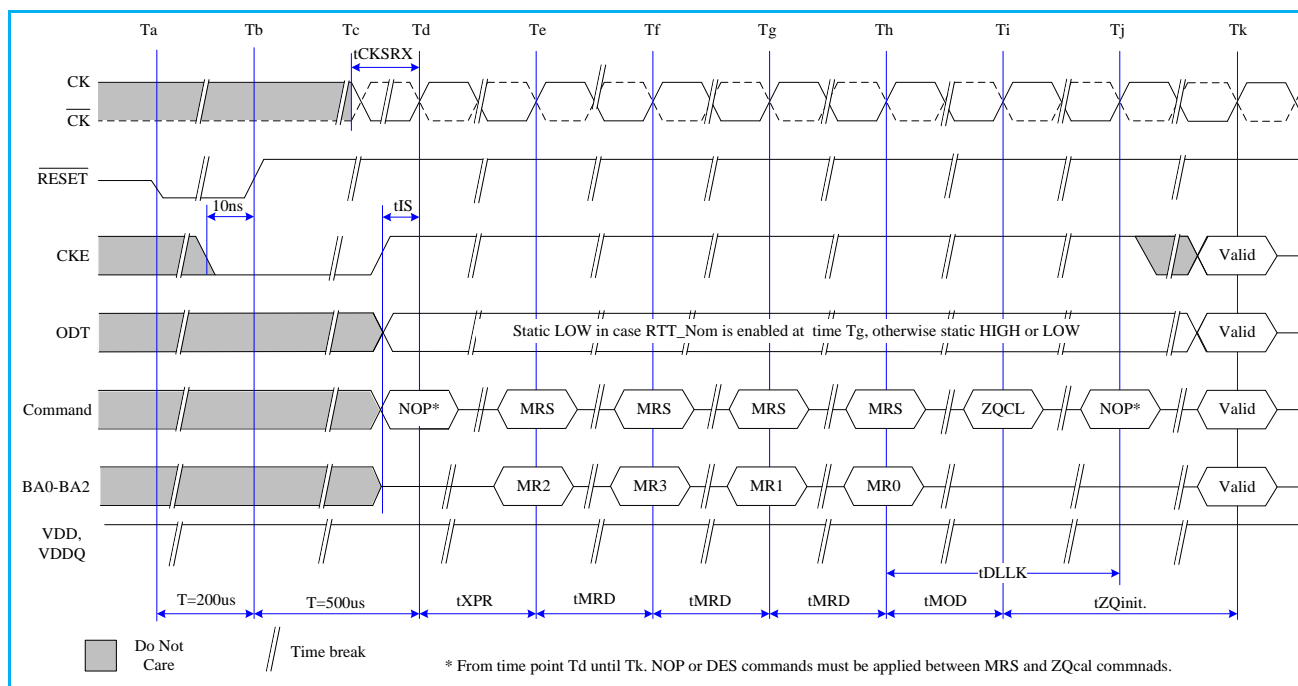 Ta Tb Tc Td Te Tf Tg Th Ti Tj Tk
tCKSRX
CK
CK
RESET
10ns
tIS
CKE
Valid
ODT
Static LOW in case RTT_Nom is enabled at time Tg, otherwise static HIGH or LOW
Valid
Command
NOP* MRS MRS MRS MRS ZQCL NOP* Valid
BA0-BA2
MR2 MR3 MR1 MR0 Valid
VDD,
VDDQ
tDLLK
T=200us T=500us tXPR tMRD tMRD tMRD tMOD tZQinit.
Do Not
Care
Time break
* From time point Td until Tk. NOP or DES commands must be applied between MRS and ZQcal commnads.